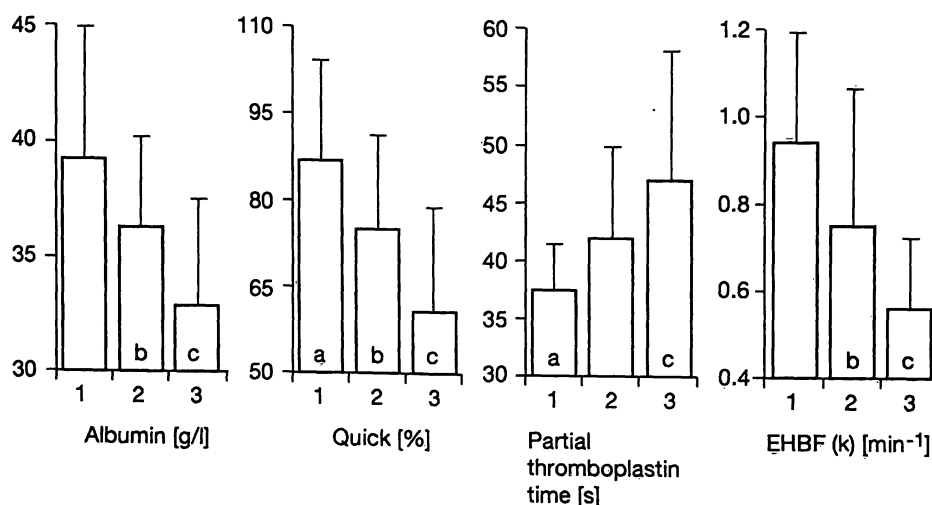 45
40
35
30
b
c
1 2 3
Albumin [g/l]
110
95
80
65
50
a
b
c
1 2 3
Quick [%]
60
55
50
45
40
35
30
a
c
1 2 3
Partial
thromboplastin
time [s]
1.2
1.0
0.8
0.6
0.4
b
c
1 2 3
EHBF (k) [min⁻¹]